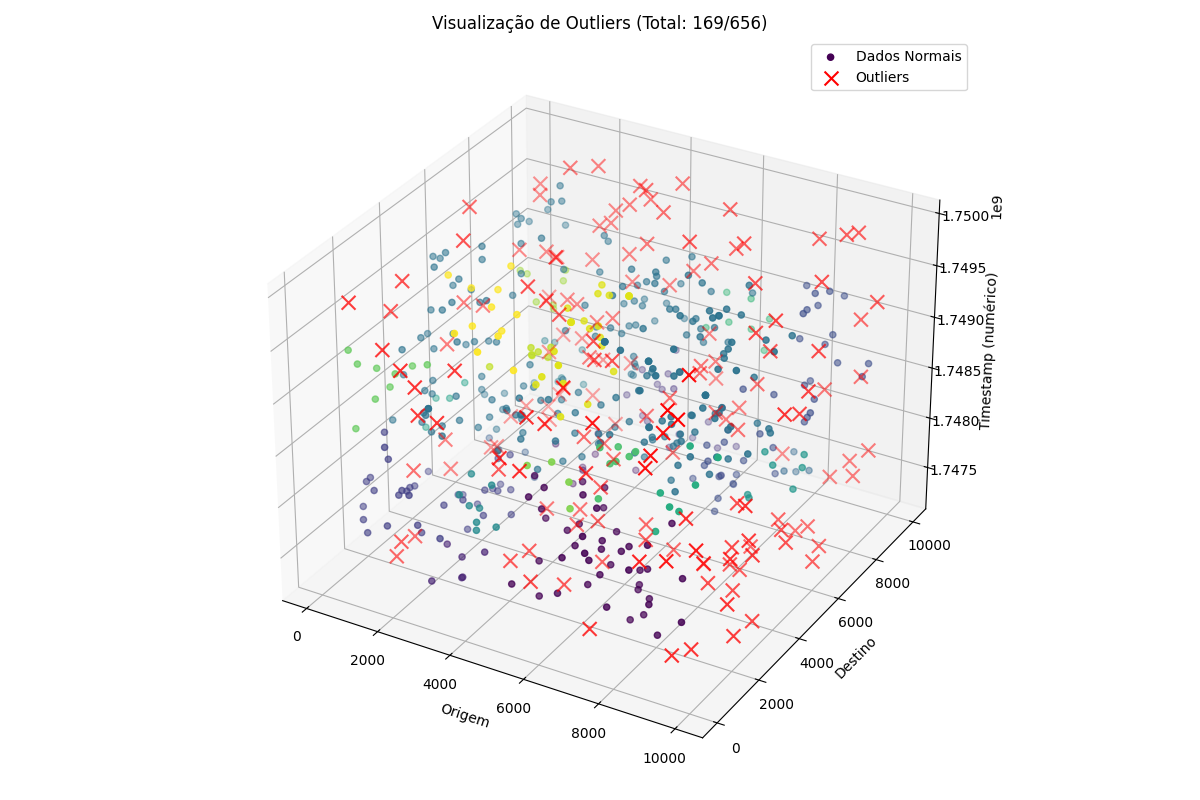 Visualização de Outliers (Total: 169/656)
Dados Normais
Outliers
1e9
1.7500
1.7495
1.7490
1.7485
1.7480
1.7475
Timestamp (numérico)
10000
8000
6000
4000
2000
0
Destino
0
2000
4000
6000
8000
10000
Origem